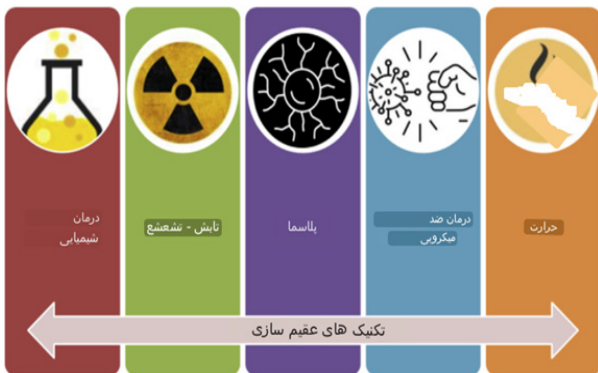 حرارت
درمان ضد
میکروبی
پلاسما
تابش - تشعشع
درمان
شیمیایی
تکنیک های عقیم سازی